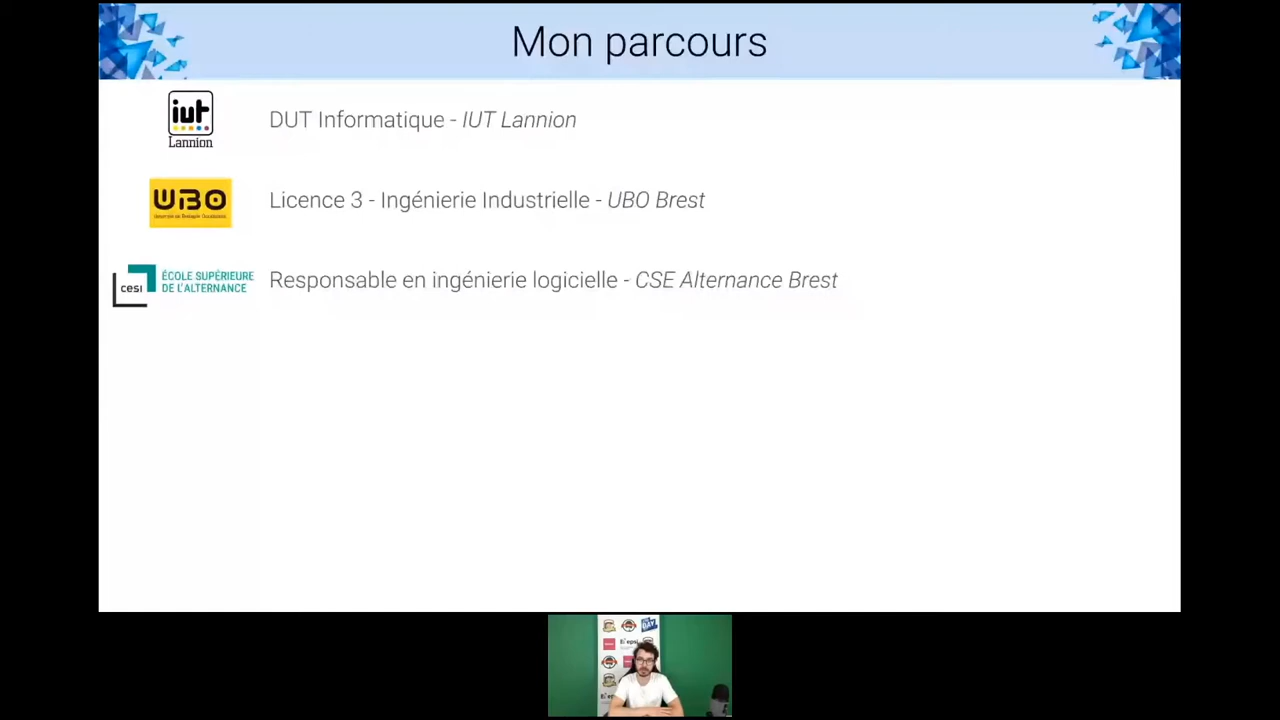 Mon parcours
iut
Lannion
DUT Informatique - IUT Lannion
UBO
Licence 3 - Ingénierie Industrielle - UBO Brest
cesi
ÉCOLE SUPÉRIEURE
DE L'ALTERNANCE
Responsable en ingénierie logicielle - CSE Alternance Brest